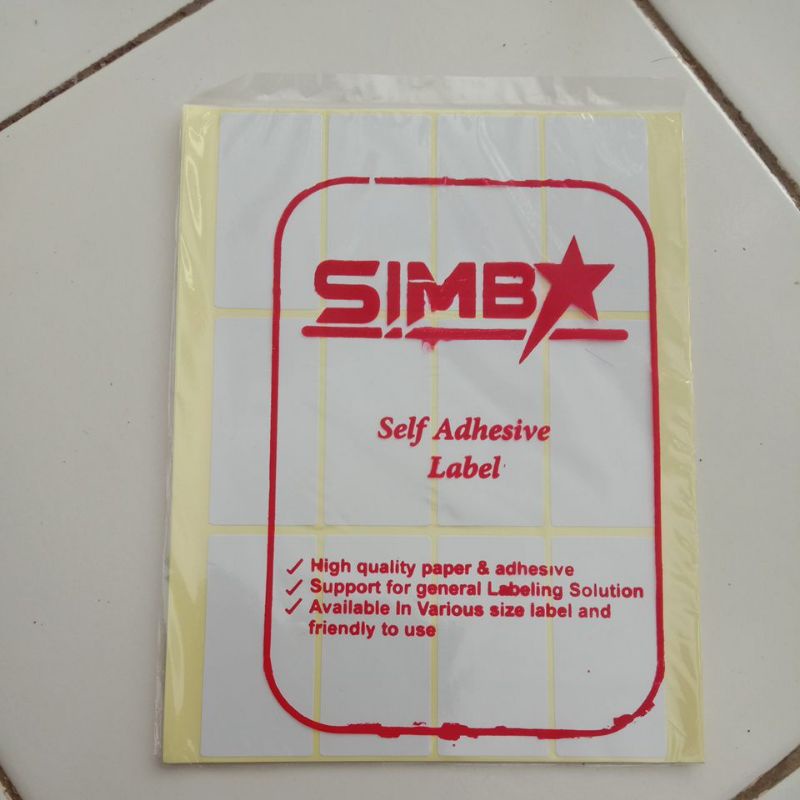 SIMBA
Self Adhesive
Label
✓ High quality paper & adhesive
✓ Support for general Labeling Solution
✓ Available In Various size label and
friendly to use